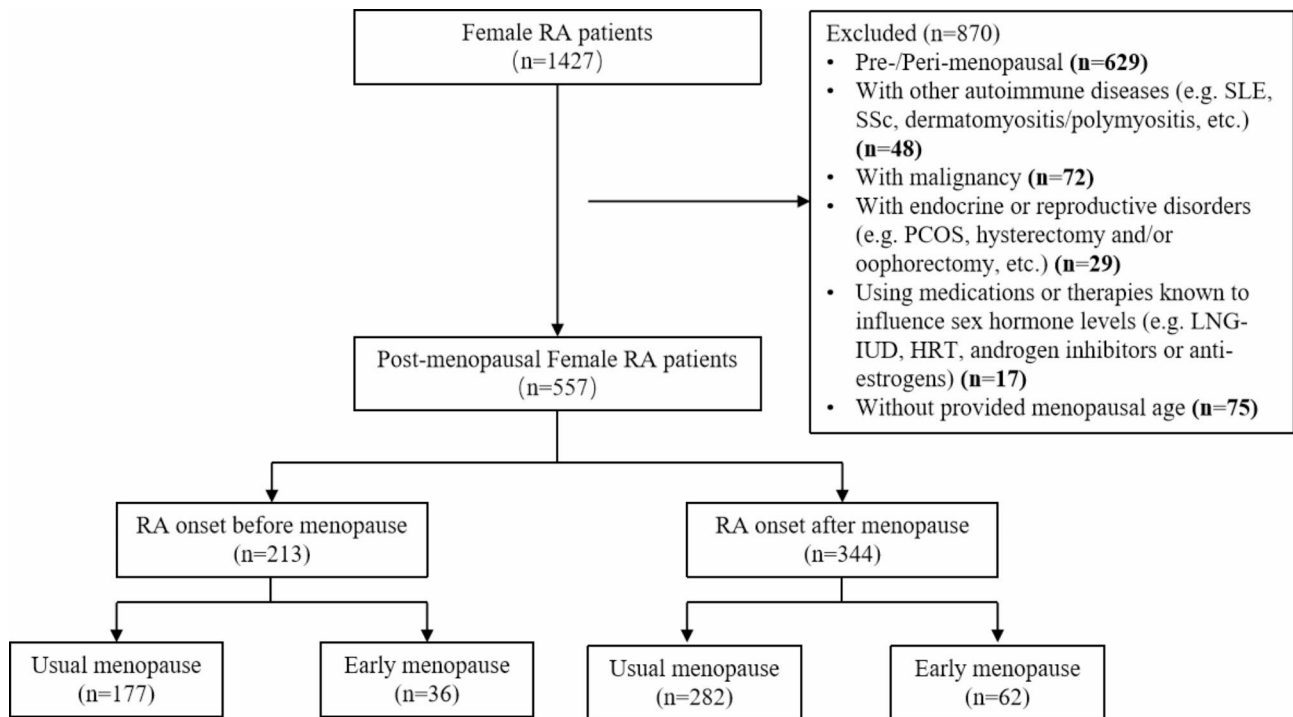 Female RA patients
(n=1427)
Excluded (n=870)
• Pre-/Peri-menopausal (n=629)
• With other autoimmune diseases (e.g. SLE,
SSc, dermatomyositis/polymyositis, etc.)
(n=48)
• With malignancy (n=72)
• With endocrine or reproductive disorders
(e.g. PCOS, hysterectomy and/or
oophorectomy, etc.) (n=29)
• Using medications or therapies known to
influence sex hormone levels (e.g. LNG-
IUD, HRT, androgen inhibitors or anti-
estrogens) (n=17)
• Without provided menopausal age (n=75)
Post-menopausal Female RA patients
(n=557)
RA onset before menopause
(n=213)
RA onset after menopause
(n=344)
Usual menopause
(n=177)
Early menopause
(n=36)
Usual menopause
(n=282)
Early menopause
(n=62)